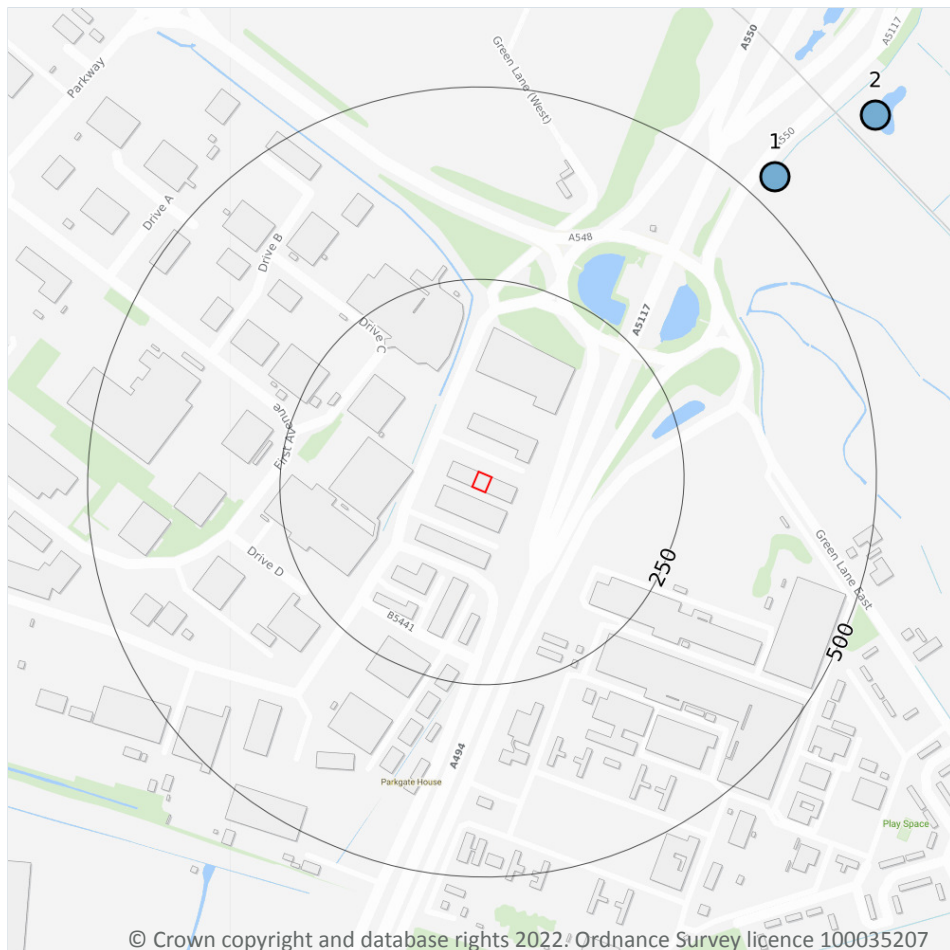 A550
A5117
Green Lane (West)
Parkway
2
A550
1
Drive A
Drive B
A548
A5117
Drive C
First Avenue
250
Green Lane East
Drive D
B5441
500
A494
Parkgate House
Play Space
© Crown copyright and database rights 2022. Ordnance Survey licence 100035207